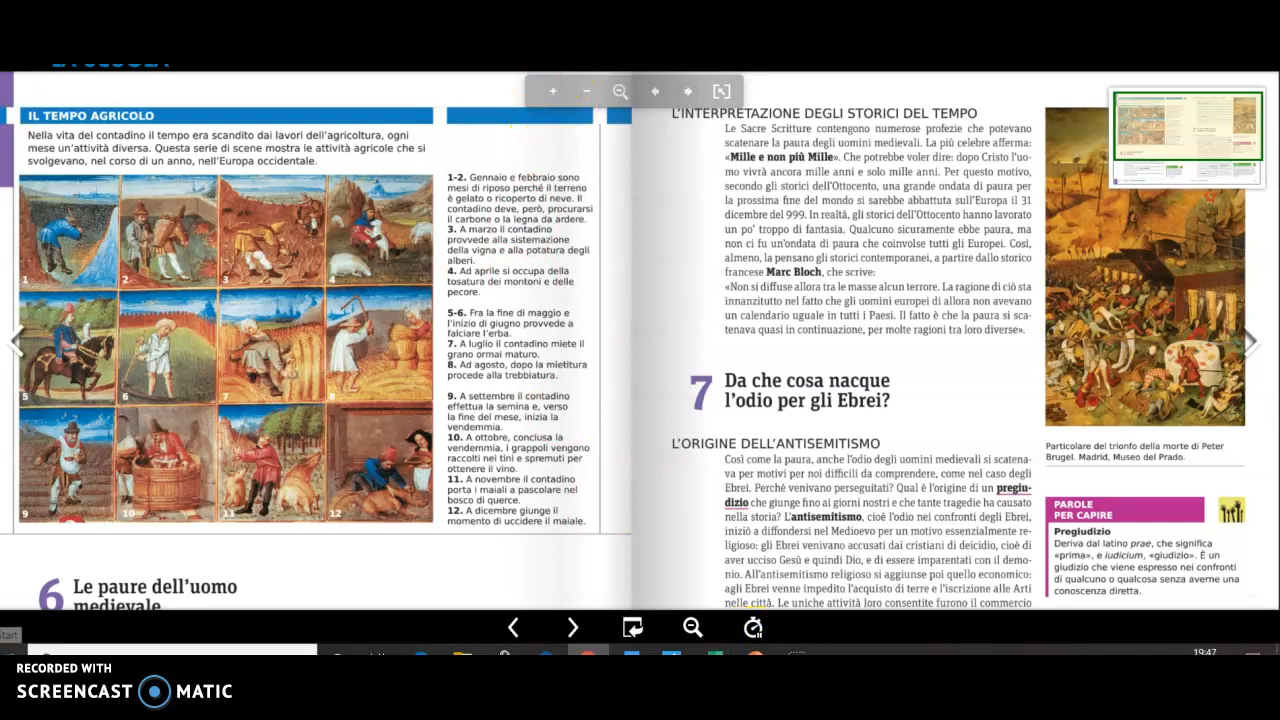 IL TEMPO AGRICOLO
Nella vita del contadino il tempo era scandito dai lavori dell'agricoltura, ogni
mese un'attività diversa. Questa serie di scene mostra le attività agricole che si
svolgevano, nel corso di un anno, nell'Europa occidentale.
1
2
3
4
5
6
7
8
9
10
11
12
1-2. Gennaio e febbraio sono
mesi di riposo perché il terreno
è gelato o ricoperto di neve. Il
contadino deve, però, procurarsi
il carbone o la legna da ardere.
3. A marzo il contadino
provvede alla sistemazione
della vigna e alla potatura degli
alberi.
4. Ad aprile si occupa della
tosatura dei montoni e delle
pecore.
5-6. Fra la fine di maggio e
l'inizio di giugno provvede a
falciare l'erba.
7. A luglio il contadino miete il
grano ormai maturo.
8. Ad agosto, dopo la mietitura
procede alla trebbiatura.
9. A settembre il contadino
effettua la semina e, verso
la fine del mese, inizia la
vendemmia.
10. A ottobre, conclusa la
vendemmia, i grappoli vengono
raccolti nei tini e spremuti per
ottenere il vino.
11. A novembre il contadino
porta i maiali a pascolare nel
bosco di querce.
12. A dicembre giunge il
momento di uccidere il maiale.
6 Le paure dell'uomo
medievale
L'INTERPRETAZIONE DEGLI STORICI DEL TEMPO
Le Sacre Scritture contengono numerose profezie che potevano
scatenare la paura degli uomini medievali. La più celebre afferma:
«Mille e non più Mille». Che potrebbe voler dire: dopo Cristo l'uo-
mo vivrà ancora mille anni e solo mille anni. Per questo motivo,
secondo gli storici dell'Ottocento, una grande ondata di paura per
la prossima fine del mondo si sarebbe abbattuta sull'Europa il 31
dicembre del 999. In realtà, gli storici dell'Ottocento hanno lavorato
un po' troppo di fantasia. Qualcuno sicuramente ebbe paura, ma
non ci fu un'ondata di paura che coinvolse tutti gli Europei. Così,
almeno, la pensano gli storici contemporanei, a partire dallo storico
francese Marc Bloch, che scrive:
«Non si diffuse allora tra le masse alcun terrore. La ragione di ciò sta
innanzitutto nel fatto che gli uomini europei di allora non avevano
un calendario uguale in tutti i Paesi. Il fatto è che la paura si sca-
tenava quasi in continuazione, per molte ragioni tra loro diverse».
7 Da che cosa nacque
l'odio per gli Ebrei?
L'ORIGINE DELL'ANTISEMITISMO
Così come la paura, anche l'odio degli uomini medievali si scatena-
va per motivi per noi difficili da comprendere, come nel caso degli
Ebrei. Perché venivano perseguitati? Qual è l'origine di un pregiu-
dizio che giunge fino ai giorni nostri e che tante tragedie ha causato
nella storia? L'antisemitismo, cioè l'odio nei confronti degli Ebrei,
iniziò a diffondersi nel Medioevo per un motivo essenzialmente re-
ligioso: gli Ebrei venivano accusati dai cristiani di deicidio, cioè di
aver ucciso Gesù e quindi Dio, e di essere imparentati con il demo-
nio. All'antisemitismo religioso si aggiunse poi quello economico:
agli Ebrei venne impedito l'acquisto di terre e l'iscrizione alle Arti
nelle città. Le uniche attività loro consentite furono il commercio
Particolare del trionfo della morte di Peter
Brugel. Madrid, Museo del Prado.
PAROLE
PER CAPIRE
Pregiudizio
Deriva dal latino prae, che significa
«prima», e iudicium, «giudizio». È un
giudizio che viene espresso nei confronti
di qualcuno o qualcosa senza averne una
conoscenza diretta.
Start
19:47
RECORDED WITH
SCREENCAST MATIC